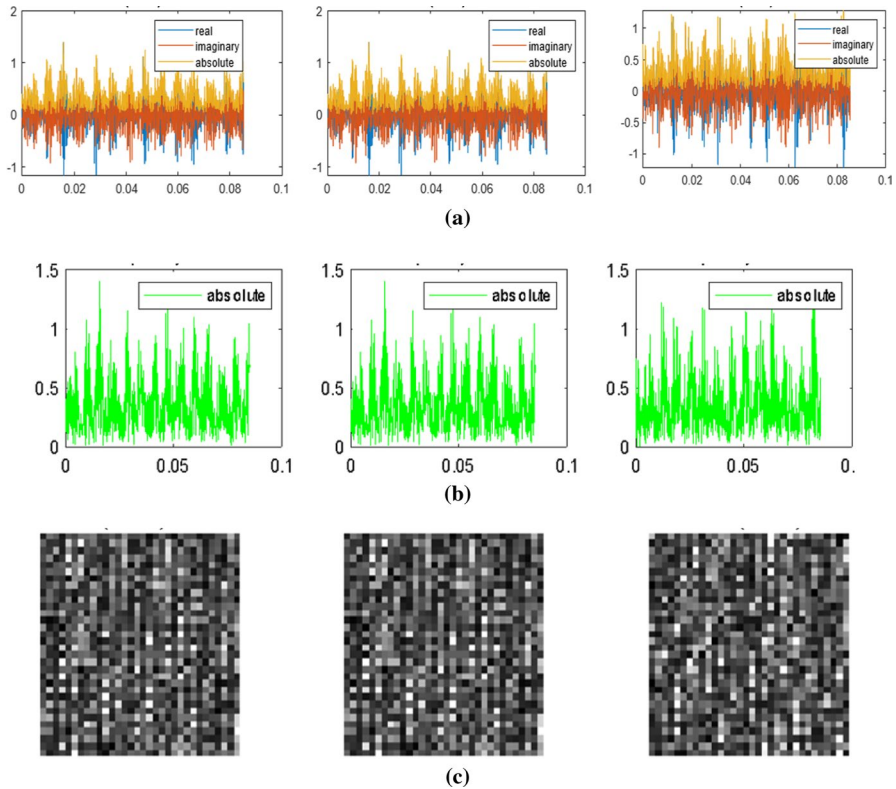 2 2 1
real real real
imaginary imaginary imaginary
absolute absolute absolute
1 1 0.5
0 0 0
-0.5
-1 -1 -1
0 0.02 0.04 0.06 0.08 0.1 0 0.02 0.04 0.06 0.08 0.1 0 0.02 0.04 0.06 0.08 0.1
(a)
1.5 1.5 1.5
absolute absolute absolute
1 1 1
0.5 0.5 0.5
0 0 0
0 0.05 0.1 0 0.05 0.1 0 0.05 0.
(b)
(c)